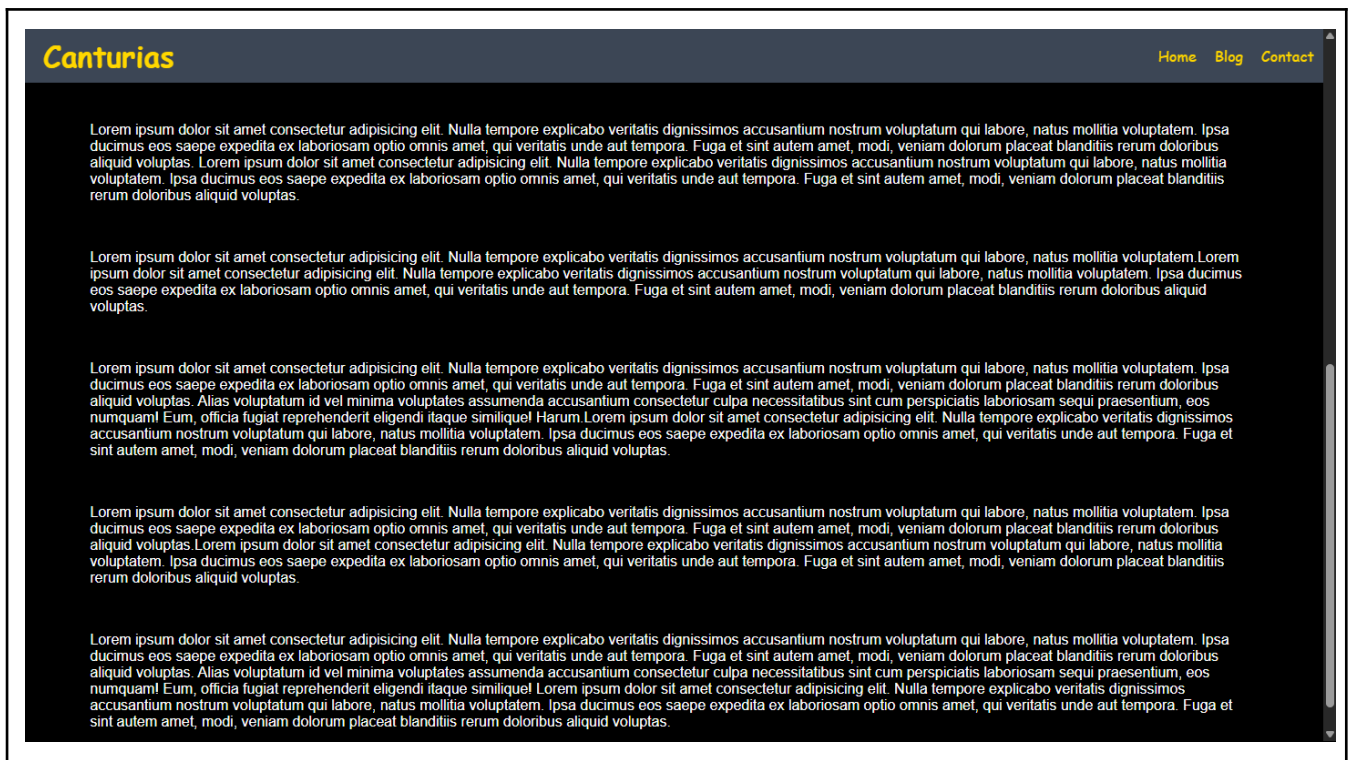 Canturias
Home Blog Contact
Lorem ipsum dolor sit amet consectetur adipisicing elit. Nulla tempore explicabo veritatis dignissimos accusantium nostrum voluptatum qui labore, natus mollitia voluptatem. Ipsa
ducimus eos saepe expedita ex laboriosam optio omnis amet, qui veritatis unde aut tempora. Fuga et sint autem amet, modi, veniam dolorum placeat blanditiis rerum doloribus
aliquid voluptas. Lorem ipsum dolor sit amet consectetur adipisicing elit. Nulla tempore explicabo veritatis dignissimos accusantium nostrum voluptatum qui labore, natus mollitia
voluptatem. Ipsa ducimus eos saepe expedita ex laboriosam optio omnis amet, qui veritatis unde aut tempora. Fuga et sint autem amet, modi, veniam dolorum placeat blanditiis
rerum doloribus aliquid voluptas.
Lorem ipsum dolor sit amet consectetur adipisicing elit. Nulla tempore explicabo veritatis dignissimos accusantium nostrum voluptatum qui labore, natus mollitia voluptatem.Lorem
ipsum dolor sit amet consectetur adipisicing elit. Nulla tempore explicabo veritatis dignissimos accusantium nostrum voluptatum qui labore, natus mollitia voluptatem. Ipsa ducimus
eos saepe expedita ex laboriosam optio omnis amet, qui veritatis unde aut tempora. Fuga et sint autem amet, modi, veniam dolorum placeat blanditiis rerum doloribus aliquid
voluptas.
Lorem ipsum dolor sit amet consectetur adipisicing elit. Nulla tempore explicabo veritatis dignissimos accusantium nostrum voluptatum qui labore, natus mollitia voluptatem. Ipsa
ducimus eos saepe expedita ex laboriosam optio omnis amet, qui veritatis unde aut tempora. Fuga et sint autem amet, modi, veniam dolorum placeat blanditiis rerum doloribus
aliquid voluptas. Alias voluptatum id vel minima voluptates assumenda accusantium consectetur culpa necessitatibus sint cum perspiciatis laboriosam sequi praesentium, eos
numquam! Eum, officia fugiat reprehenderit eligendi itaque similique! Harum.Lorem ipsum dolor sit amet consectetur adipisicing elit. Nulla tempore explicabo veritatis dignissimos
accusantium nostrum voluptatum qui labore, natus mollitia voluptatem. Ipsa ducimus eos saepe expedita ex laboriosam optio omnis amet, qui veritatis unde aut tempora. Fuga et
sint autem amet, modi, veniam dolorum placeat blanditiis rerum doloribus aliquid voluptas.
Lorem ipsum dolor sit amet consectetur adipisicing elit. Nulla tempore explicabo veritatis dignissimos accusantium nostrum voluptatum qui labore, natus mollitia voluptatem. Ipsa
ducimus eos saepe expedita ex laboriosam optio omnis amet, qui veritatis unde aut tempora. Fuga et sint autem amet, modi, veniam dolorum placeat blanditiis rerum doloribus
aliquid voluptas.Lorem ipsum dolor sit amet consectetur adipisicing elit. Nulla tempore explicabo veritatis dignissimos accusantium nostrum voluptatum qui labore, natus mollitia
voluptatem. Ipsa ducimus eos saepe expedita ex laboriosam optio omnis amet, qui veritatis unde aut tempora. Fuga et sint autem amet, modi, veniam dolorum placeat blanditiis
rerum doloribus aliquid voluptas.
Lorem ipsum dolor sit amet consectetur adipisicing elit. Nulla tempore explicabo veritatis dignissimos accusantium nostrum voluptatum qui labore, natus mollitia voluptatem. Ipsa
ducimus eos saepe expedita ex laboriosam optio omnis amet, qui veritatis unde aut tempora. Fuga et sint autem amet, modi, veniam dolorum placeat blanditiis rerum doloribus
aliquid voluptas. Alias voluptatum id vel minima voluptates assumenda accusantium consectetur culpa necessitatibus sint cum perspiciatis laboriosam sequi praesentium, eos
numquam! Eum, officia fugiat reprehenderit eligendi itaque similique! Lorem ipsum dolor sit amet consectetur adipisicing elit. Nulla tempore explicabo veritatis dignissimos
accusantium nostrum voluptatum qui labore, natus mollitia voluptatem. Ipsa ducimus eos saepe expedita ex laboriosam optio omnis amet, qui veritatis unde aut tempora. Fuga et
sint autem amet, modi, veniam dolorum placeat blanditiis rerum doloribus aliquid voluptas.